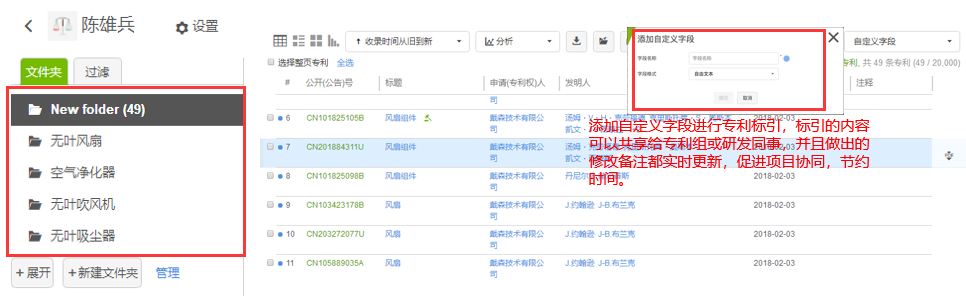 陈雄兵
设置
文件夹
过滤
New folder (49)
无叶风扇
空气净化器
无叶吹风机
无叶吸尘器
+展开
+新建文件夹
管理
收录时间从旧到新
分析
自定义字段
选择整页专利 全选
专利, 共 49 条专利 (49 / 20,000)
# 公开(公告)号 标题 申请(专利权)人 发明人 注释
司
6 CN101825105B 风扇组件 戴森技术有限公司
2018-02-03
7 CN201884311U 风扇组件 戴森技术有限公司
2018-02-03
8 CN201825098B 风扇组件 戴森技术有限公司
2018-02-03
9 CN103423178B 风扇 戴森技术有限公司 J.约翰逊 J-B.布兰克 2018-02-03
10 CN203272077U 风扇 戴森技术有限公司 J.约翰逊 J-B.布兰克 2018-02-03
11 CN105889035A 风扇 戴森技术有限公司 J.约翰逊 J-B.布兰克 2018-02-03
添加自定义字段
字段名称 字段名称 *
字段格式 自由文本
取消
添加自定义字段进行专利标引，标引的内容
可以共享给专利组或研发同事，并且做出的
修改备注都实时更新，促进项目协同，节约
时间。